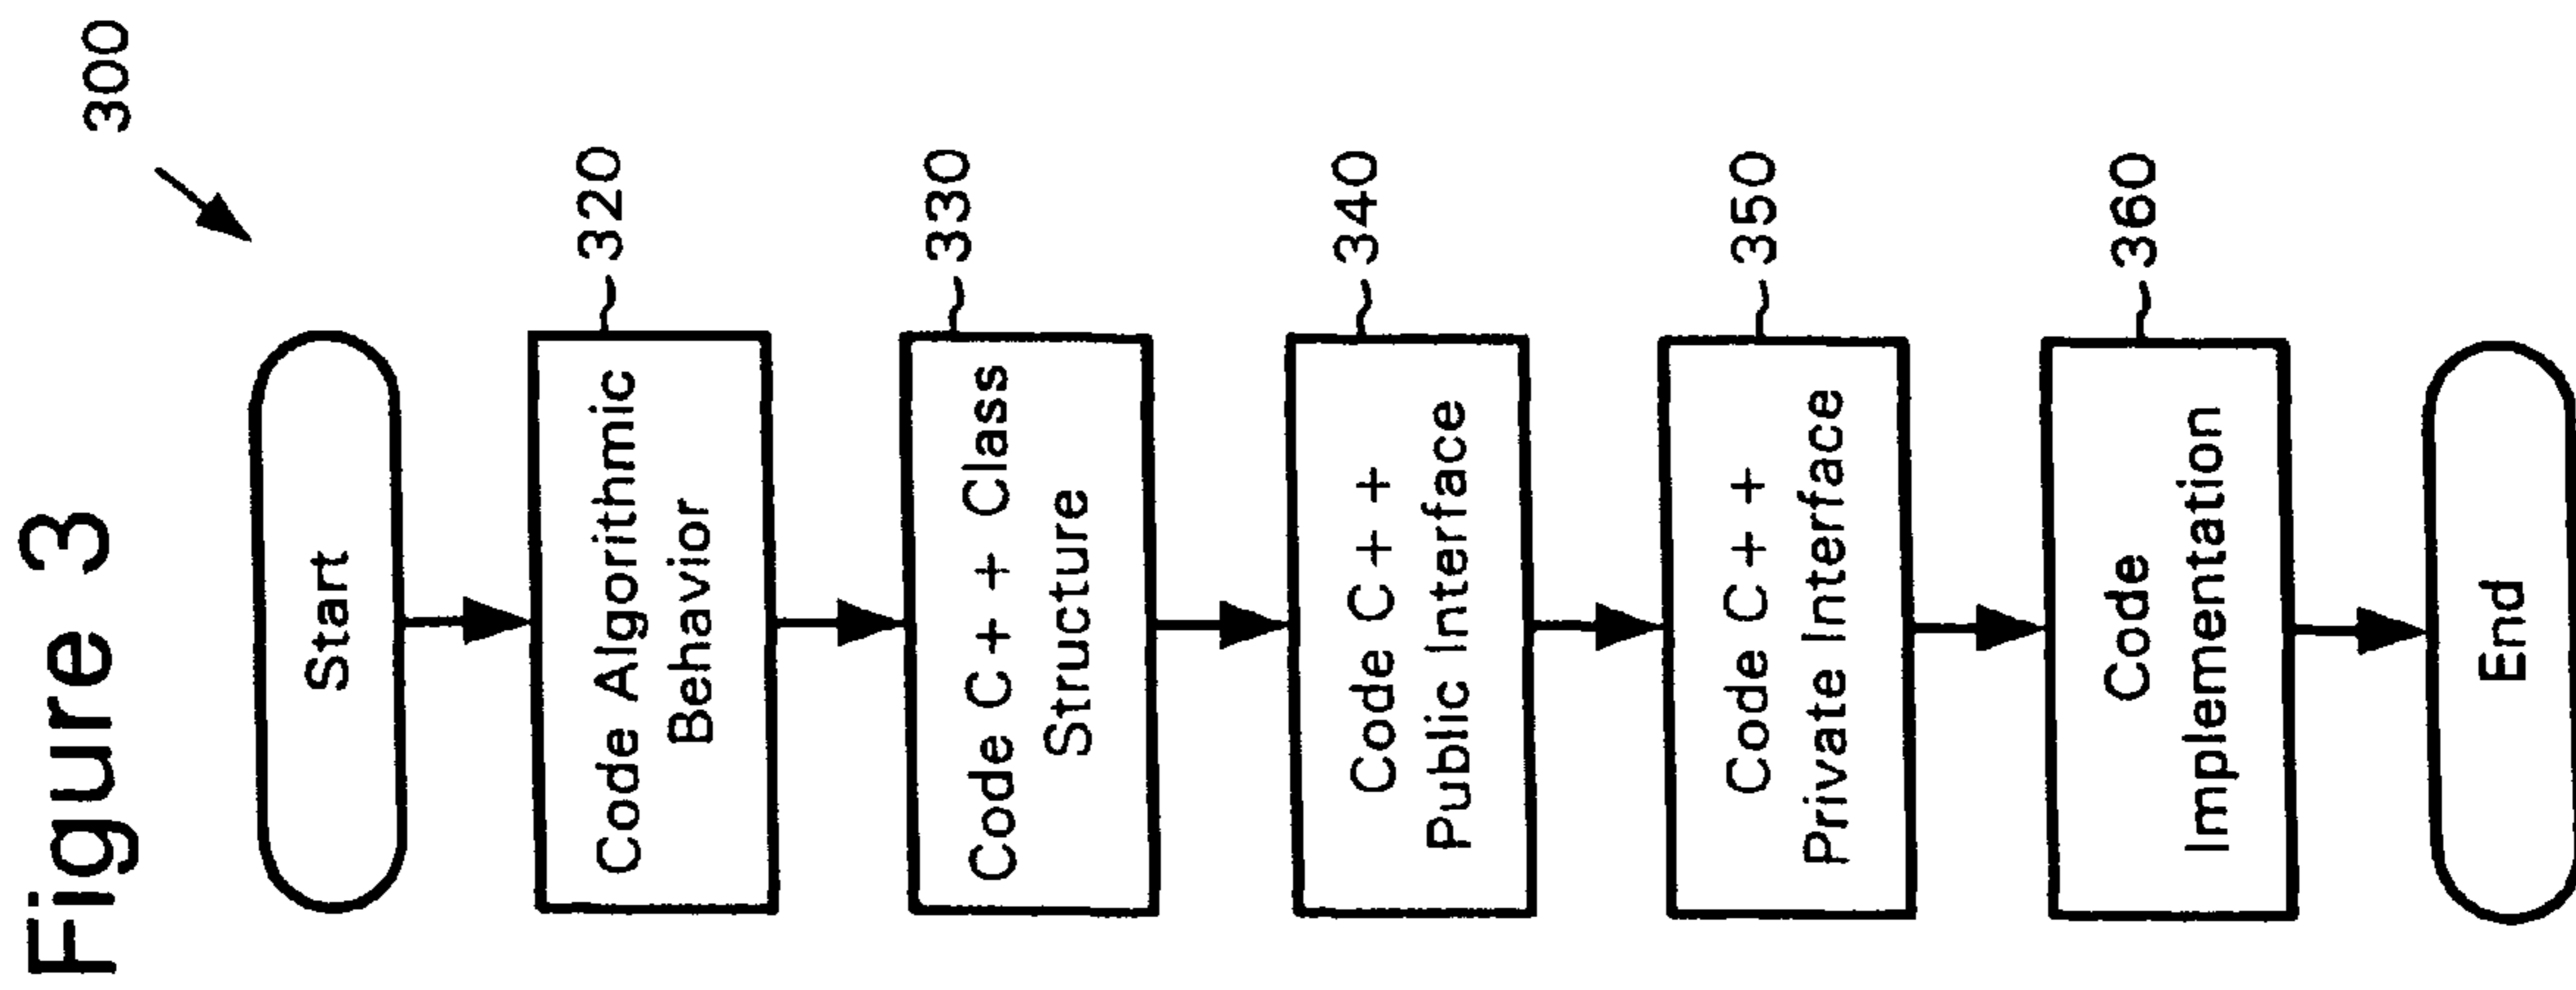 Figure 3
300
Start
Code Algorithmic
Behavior
320
Code C++ Class
Structure
330
Code C++
Public Interface
340
Code C++
Private Interface
350
Code
Implementation
360
End